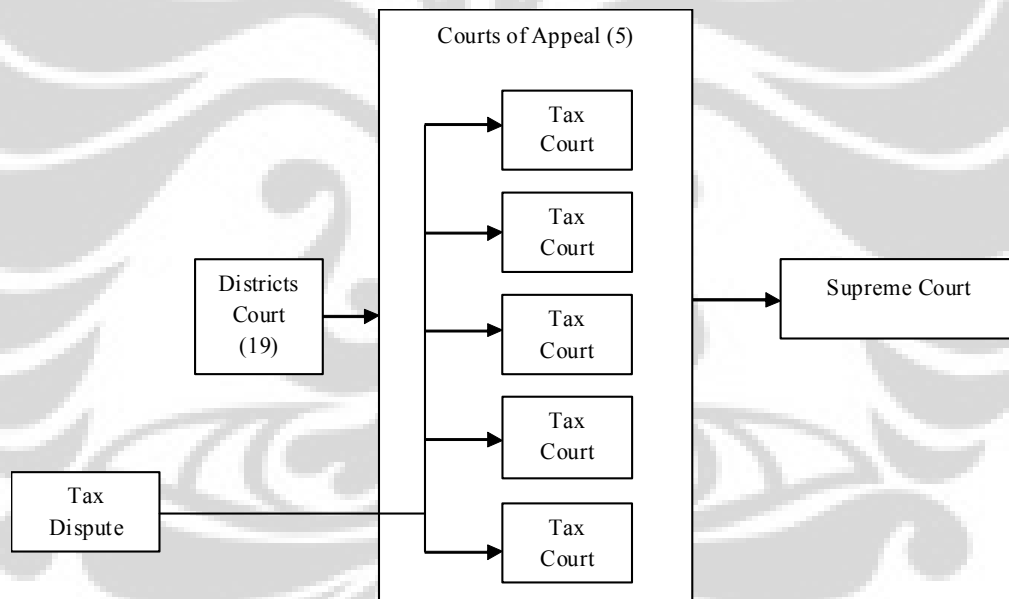 Courts of Appeal (5)
Tax
Court
Tax
Court
Districts
Court
(19)
Supreme Court
Tax
Court
Tax
Court
Tax
Dispute
Tax
Court